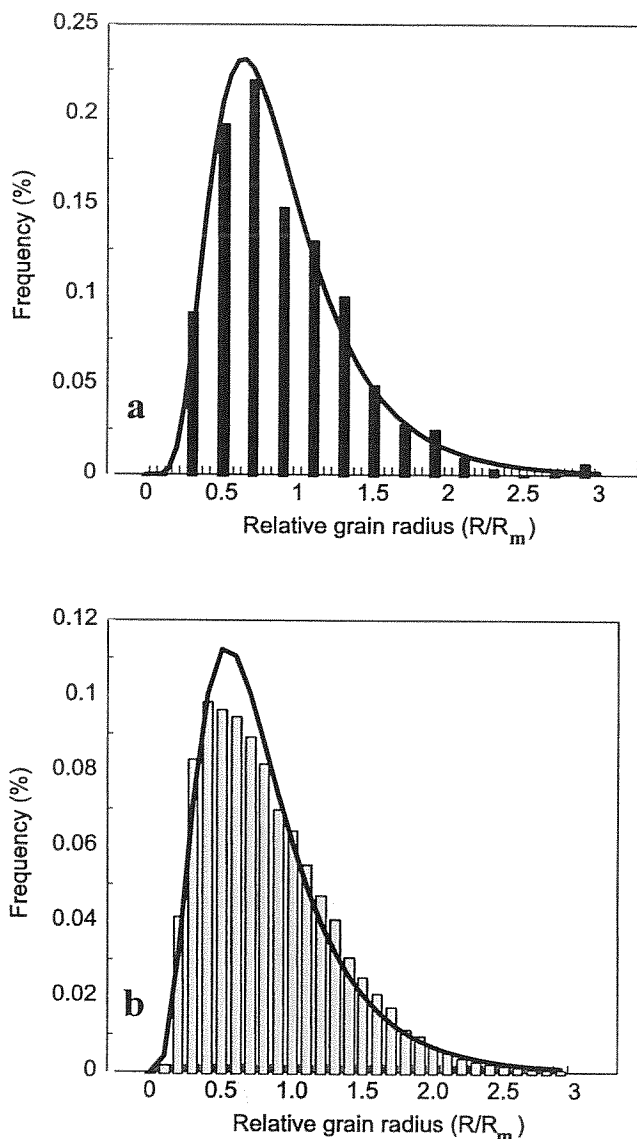 0.25
0.2
0.15
0.1
0.05
0
Frequency (%)
a
0 0.5 1 1.5 2 2.5 3
Relative grain radius (R/Rm)
0.12
0.1
0.08
0.06
0.04
0.02
0
Frequency (%)
b
0 0.5 1.0 1.5 2.0 2.5 3
Relative grain radius (R/Rm)